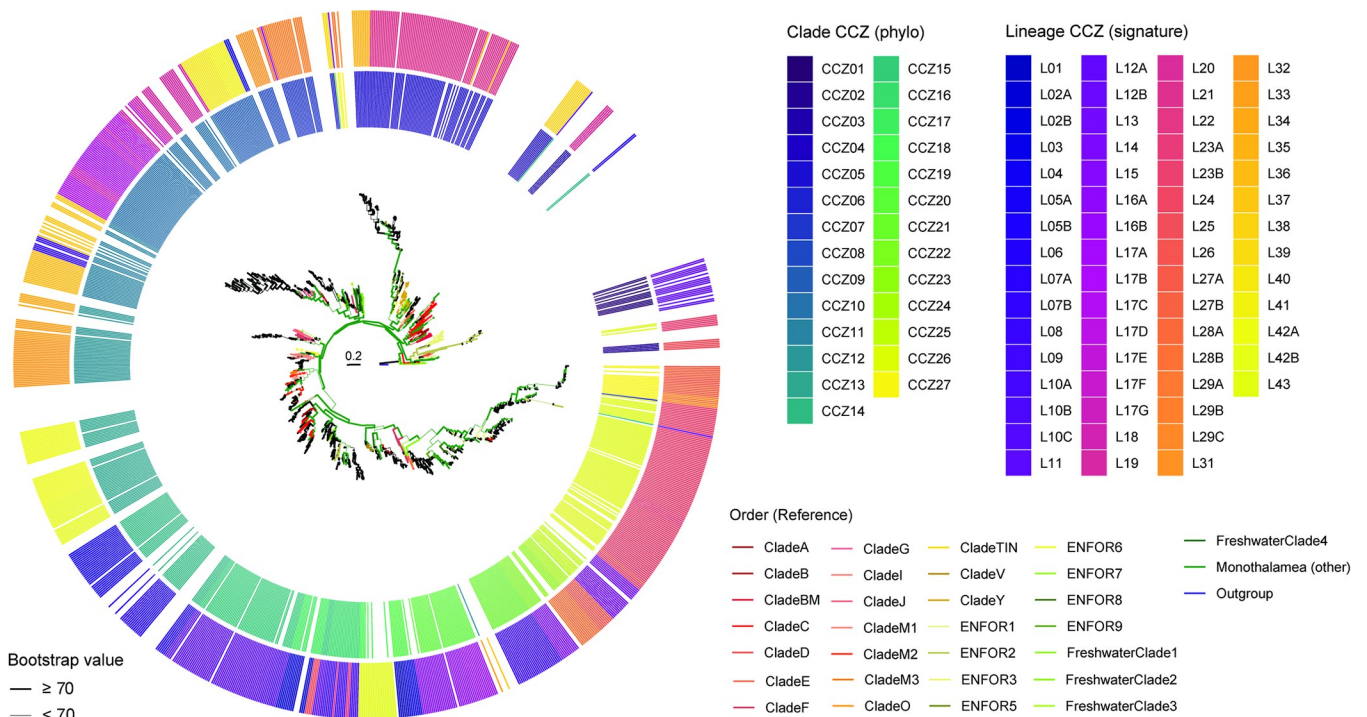 Clade CCZ (phylo)
CCZ01
CCZ02
CCZ03
CCZ04
CCZ05
CCZ06
CCZ07
CCZ08
CCZ09
CCZ10
CCZ11
CCZ12
CCZ13
CCZ14
CCZ15
CCZ16
CCZ17
CCZ18
CCZ19
CCZ20
CCZ21
CCZ22
CCZ23
CCZ24
CCZ25
CCZ26
CCZ27
Lineage CCZ (signature)
L01
L02A
L02B
L03
L04
L05A
L05B
L06
L07A
L07B
L08
L09
L10A
L10B
L10C
L11
L12A
L12B
L13
L14
L15
L16A
L16B
L17A
L17B
L17C
L17D
L17E
L17F
L17G
L18
L19
L20
L21
L22
L23A
L23B
L24
L25
L26
L27A
L27B
L28A
L28B
L29A
L29B
L29C
L31
L32
L33
L34
L35
L36
L37
L38
L39
L40
L41
L42A
L42B
L43
0.2
Order (Reference)
CladeA
CladeB
CladeBM
CladeC
CladeD
CladeE
CladeF
CladeG
CladeI
CladeJ
CladeM1
CladeM2
CladeM3
CladeO
CladeTIN
CladeV
CladeY
ENFOR1
ENFOR2
ENFOR3
ENFOR5
ENFOR6
ENFOR7
ENFOR8
ENFOR9
FreshwaterClade1
FreshwaterClade2
FreshwaterClade3
FreshwaterClade4
Monothalamea (other)
Outgroup
Bootstrap value
≥ 70
< 70